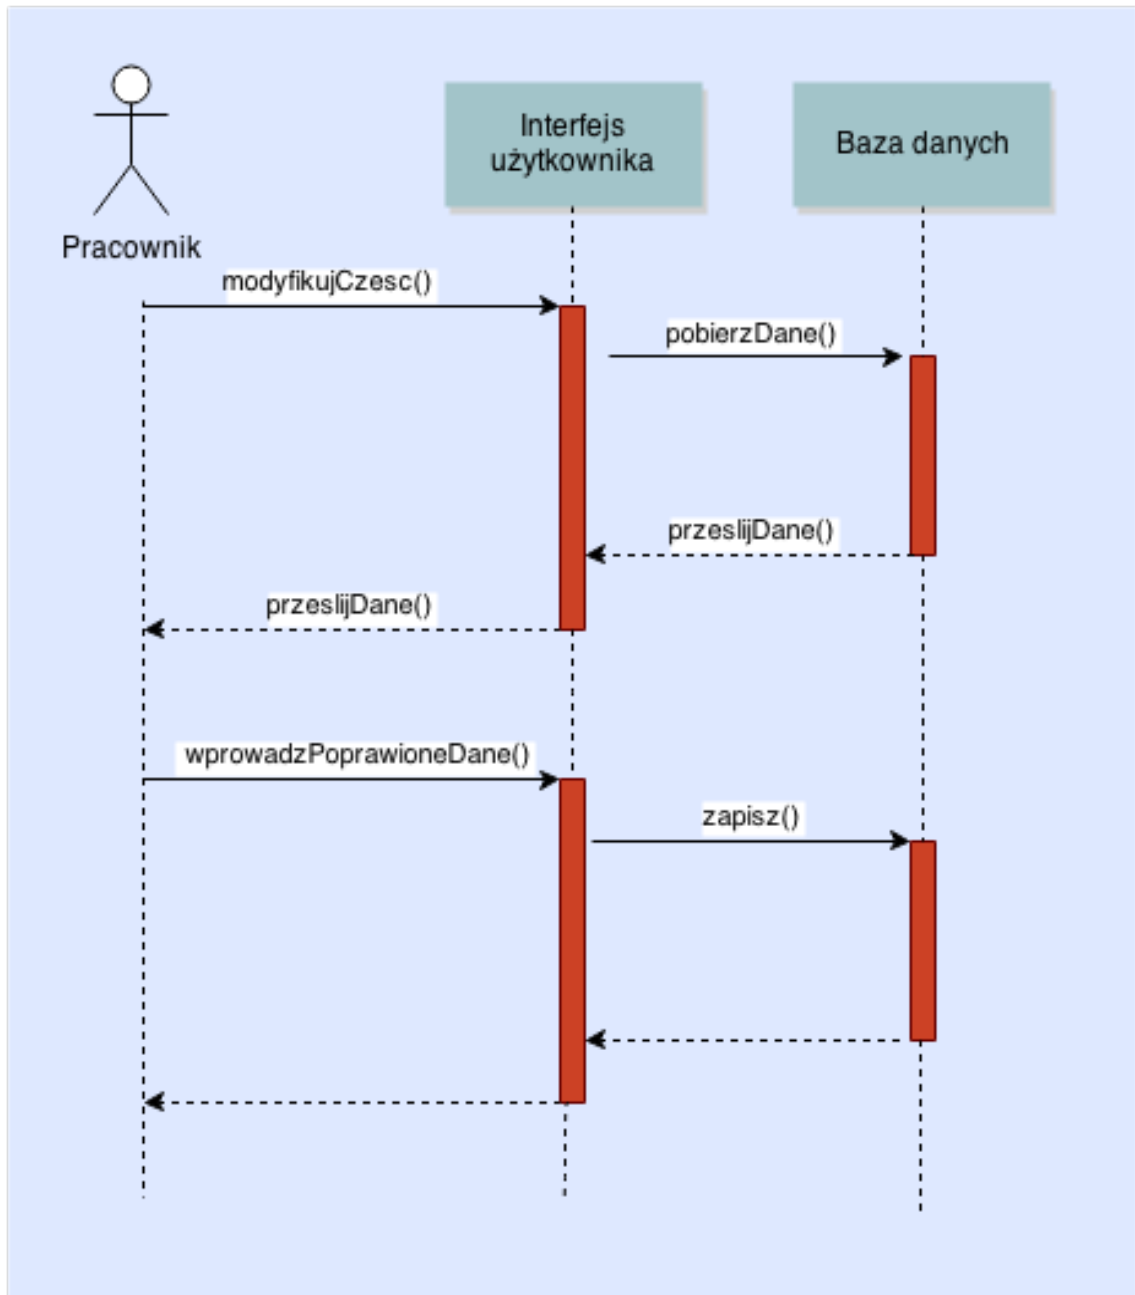 Interfejs
użytkownika
Baza danych
Pracownik
modyfikujCzesc()
pobierzDane()
przeslijDane()
przeslijDane()
wprowadzPoprawioneDane()
zapisz()